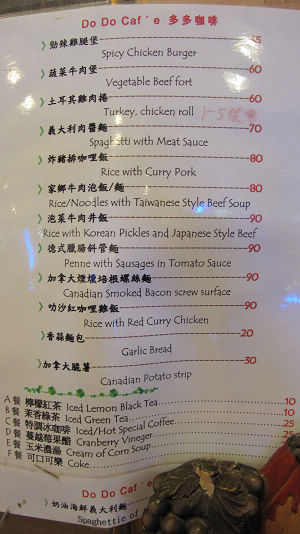 Do Do Caf'e 多多咖啡
勁辣雞腿堡 65
Spicy Chicken Burger
蔬菜牛肉堡 60
Vegetable Beef fort
土耳其雞肉捲 60
Turkey, chicken roll 1-5
義大利肉醬麵 70
Spaghetti with Meat Sauce
炸豬排咖哩飯 80
Rice with Curry Pork
家鄉牛肉泡飯/麵 80
Rice/Noodles with Taiwanese Style Beef Soup
泡菜牛肉丼飯 90
Rice with Korean Pickles and Japanese Style Beef
德式臘腸斜管麵 90
Penne with Sausages in Tomato Sauce
加拿大煙燻培根螺絲麵 90
Canadian Smoked Bacon screw surface
叻沙紅咖哩雞飯 90
Rice with Red Curry Chicken
香蒜麵包 20
Garlic Bread
加拿大脆薯 30
Canadian Potato strip
A餐 檸檬紅茶 Iced Lemon Black Tea 10
B餐 茉香綠茶 Iced Green Tea 10
C餐 特調冰咖啡 Iced/Hot Special Coffee 25
D餐 蔓越莓果醋 Cranberry Vineger 25
E餐 玉米濃湯 Cream of Corn Soup
F餐 可口可樂 Coke
Do Do Caf'e
奶油海鮮義大利麵
Spaghettie of